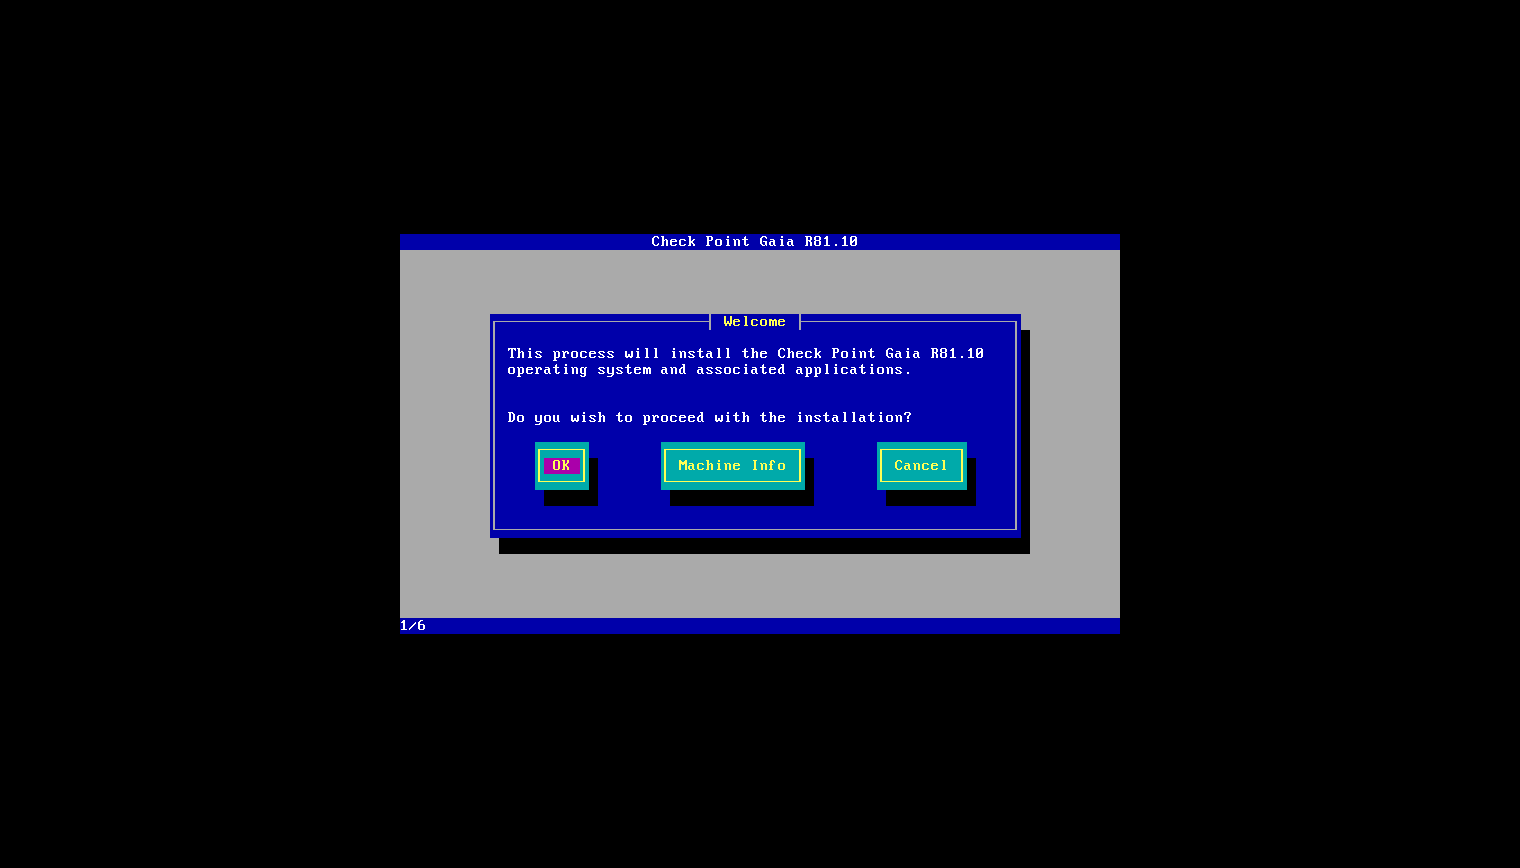 Check Point Gaia R81.10
Welcome
This process will install the Check Point Gaia R81.10
operating system and associated applications.
Do you wish to proceed with the installation?
OK
Machine Info
Cancel
1/6